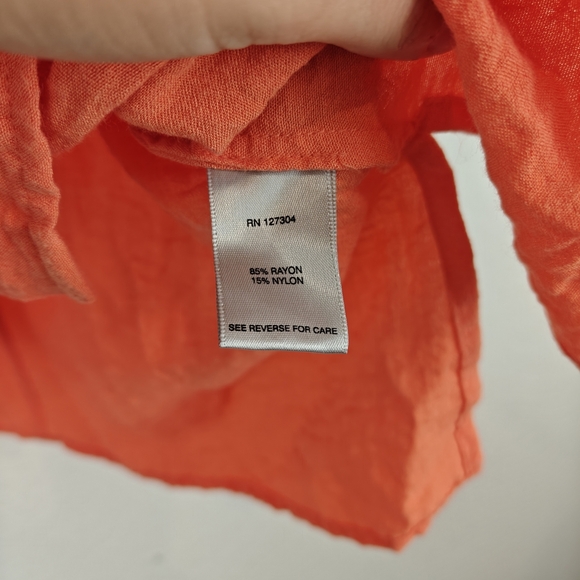 RN 127304
85% RAYON
15% NYLON
SEE REVERSE FOR CARE